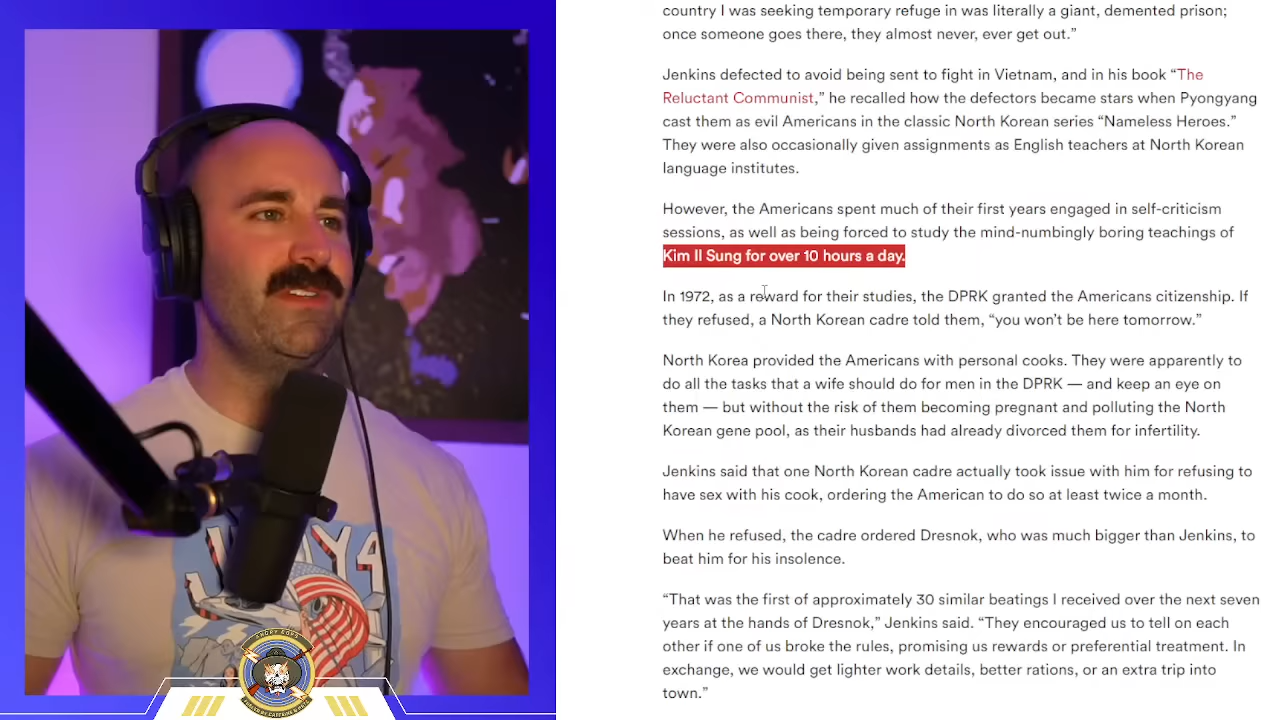 country I was seeking temporary refuge in was literally a giant, demented prison;
once someone goes there, they almost never, ever get out.”
Jenkins defected to avoid being sent to fight in Vietnam, and in his book “The
Reluctant Communist,” he recalled how the defectors became stars when Pyongyang
cast them as evil Americans in the classic North Korean series “Nameless Heroes.”
They were also occasionally given assignments as English teachers at North Korean
language institutes.
However, the Americans spent much of their first years engaged in self-criticism
sessions, as well as being forced to study the mind-numbingly boring teachings of
Kim Il Sung for over 10 hours a day.
In 1972, as a reward for their studies, the DPRK granted the Americans citizenship. If
they refused, a North Korean cadre told them, “you won’t be here tomorrow.”
North Korea provided the Americans with personal cooks. They were apparently to
do all the tasks that a wife should do for men in the DPRK — and keep an eye on
them — but without the risk of them becoming pregnant and polluting the North
Korean gene pool, as their husbands had already divorced them for infertility.
Jenkins said that one North Korean cadre actually took issue with him for refusing to
have sex with his cook, ordering the American to do so at least twice a month.
When he refused, the cadre ordered Dresnok, who was much bigger than Jenkins, to
beat him for his insolence.
“That was the first of approximately 30 similar beatings I received over the next seven
years at the hands of Dresnok,” Jenkins said. “They encouraged us to tell on each
other if one of us broke the rules, promising us rewards or preferential treatment. In
exchange, we would get lighter work details, better rations, or an extra trip into
town.”
ANGRY COPS